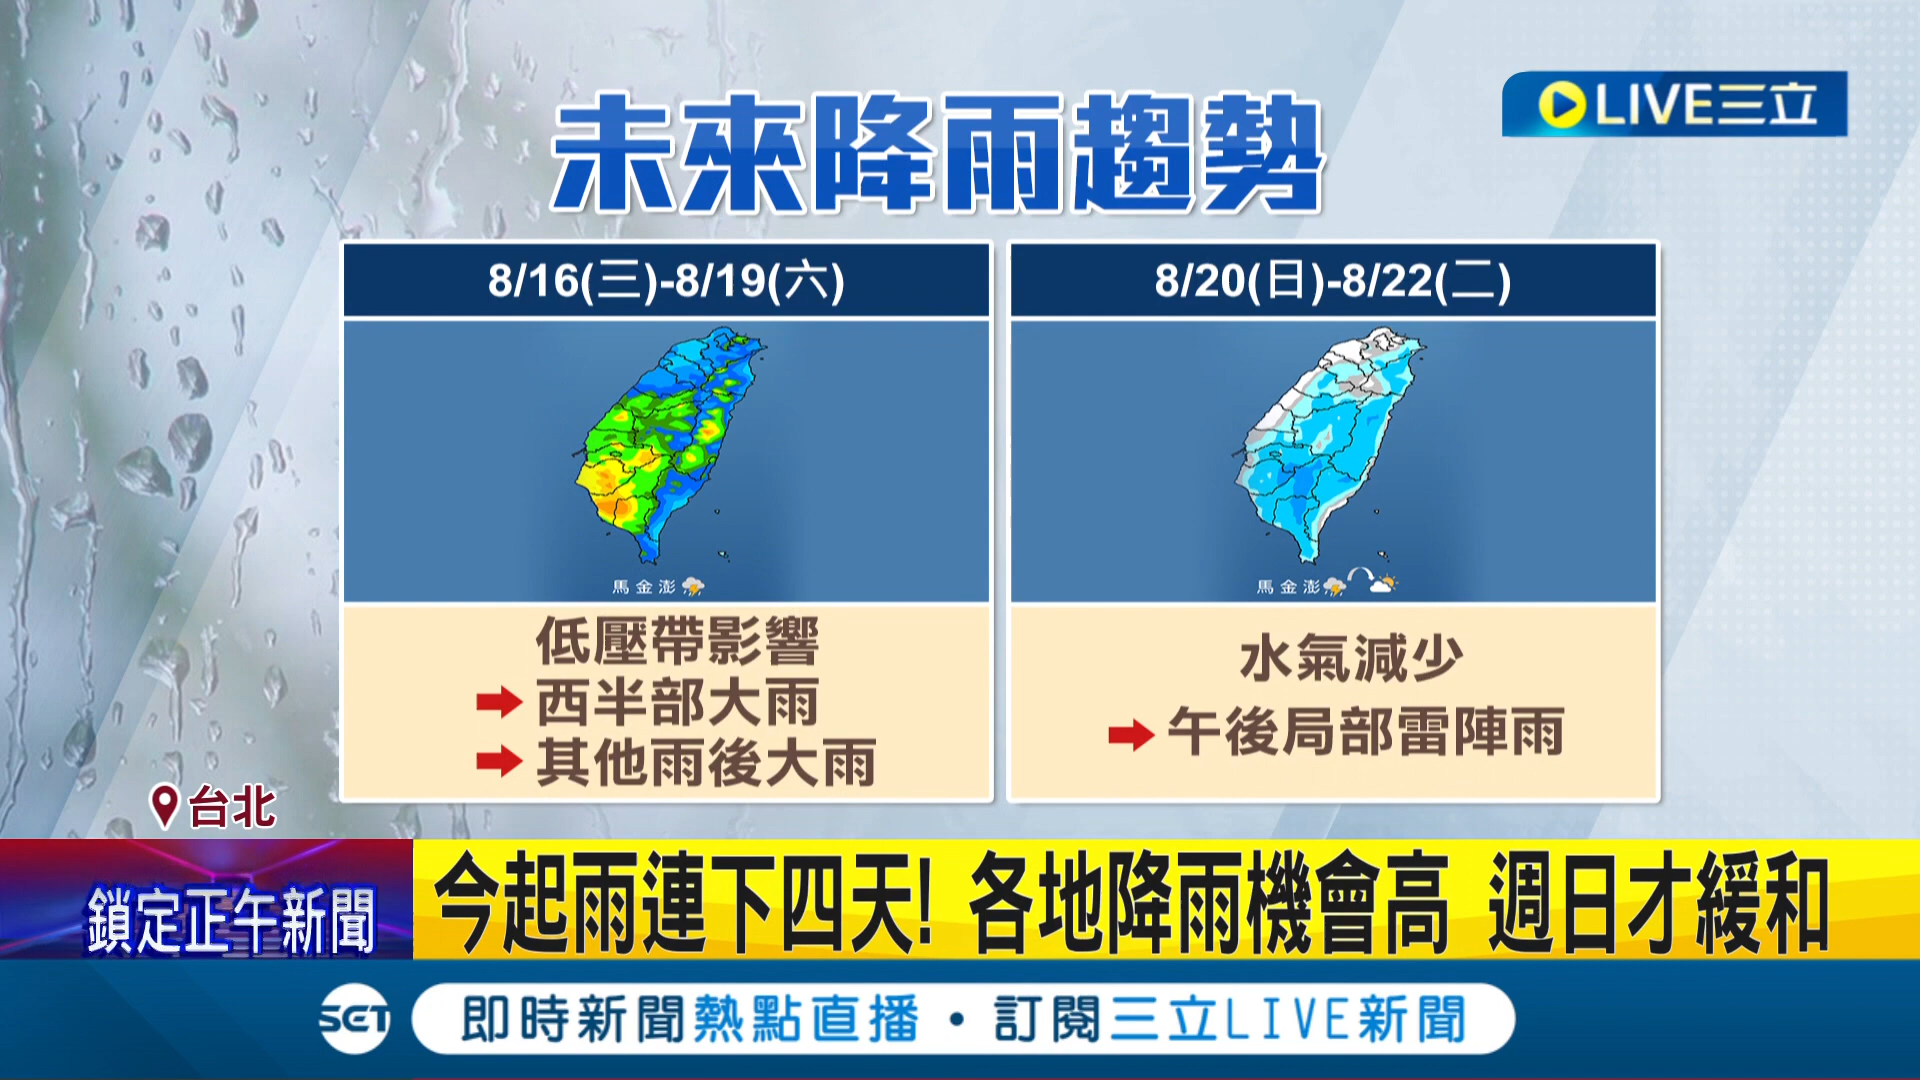 未來降雨趨勢
LIVE三立
8/16(三)-8/19(六)
馬 金 澎
低壓帶影響
西半部大雨
其他雨後大雨
8/20(日)-8/22(二)
馬 金 澎
水氣減少
午後局部雷陣雨
台北
鎖定正午新聞
今起雨連下四天! 各地降雨機會高 週日才緩和
SET
即時新聞熱點直播・訂閱三立LIVE新聞